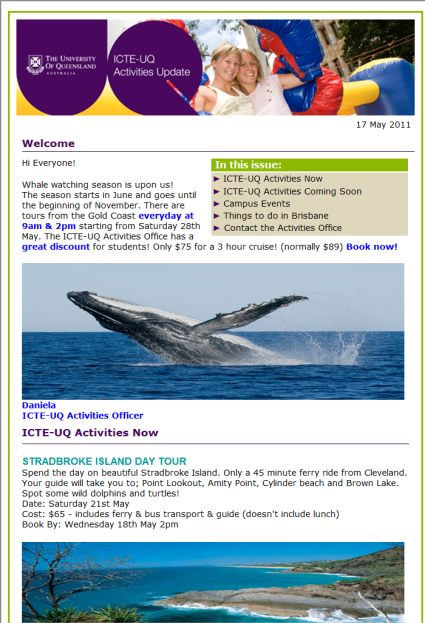 THE UNIVERSITY
OF QUEENSLAND
AUSTRALIA
ICTE-UQ
Activities Update
17 May 2011
Welcome
Hi Everyone!
Whale watching season is upon us!
The season starts in June and goes until
the beginning of November. There are
tours from the Gold Coast everyday at
9am & 2pm starting from Saturday 28th
May. The ICTE-UQ Activities Office has a
great discount for students! Only $75 for a 3 hour cruise! (normally $89) Book now!
In this issue:
► ICTE-UQ Activities Now
► ICTE-UQ Activities Coming Soon
► Campus Events
► Things to do in Brisbane
► Contact the Activities Office
Daniela
ICTE-UQ Activities Officer
ICTE-UQ Activities Now
STRADBROKE ISLAND DAY TOUR
Spend the day on beautiful Stradbroke Island. Only a 45 minute ferry ride from Cleveland.
Your guide will take you to; Point Lookout, Amity Point, Cylinder beach and Brown Lake.
Spot some wild dolphins and turtles!
Date: Saturday 21st May
Cost: $65 - includes ferry & bus transport & guide (doesn't include lunch)
Book By: Wednesday 18th May 2pm